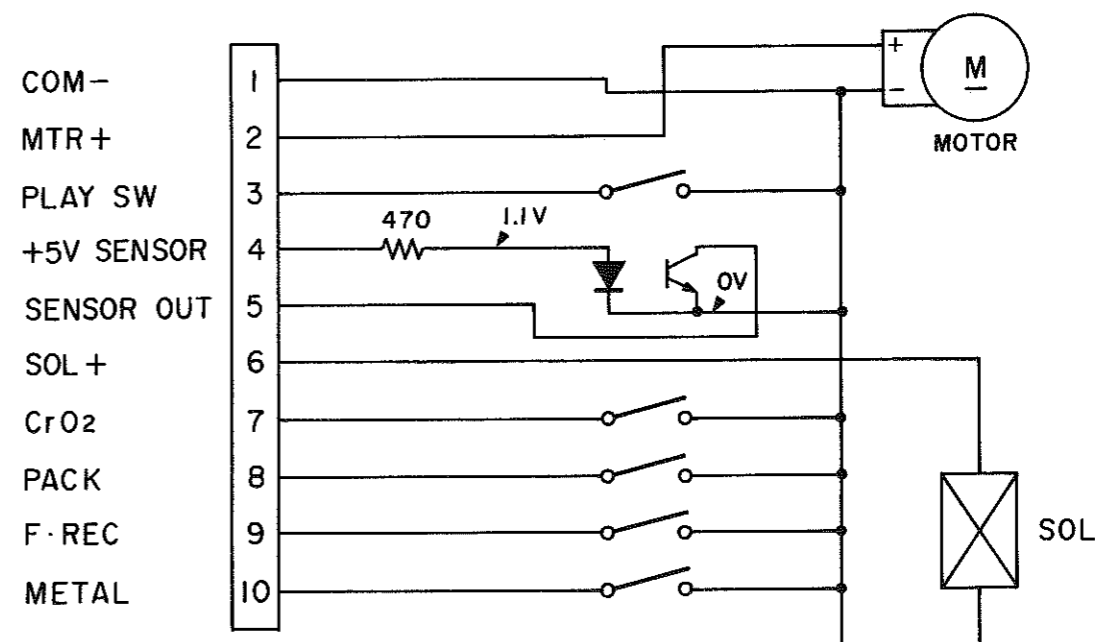 COM- 1
MTR+ 2
PLAY SW 3
+5V SENSOR 4
SENSOR OUT 5
SOL+ 6
CrO2 7
PACK 8
F·REC 9
METAL 10
470
1.1V
0V
+
-
M
MOTOR
SOL